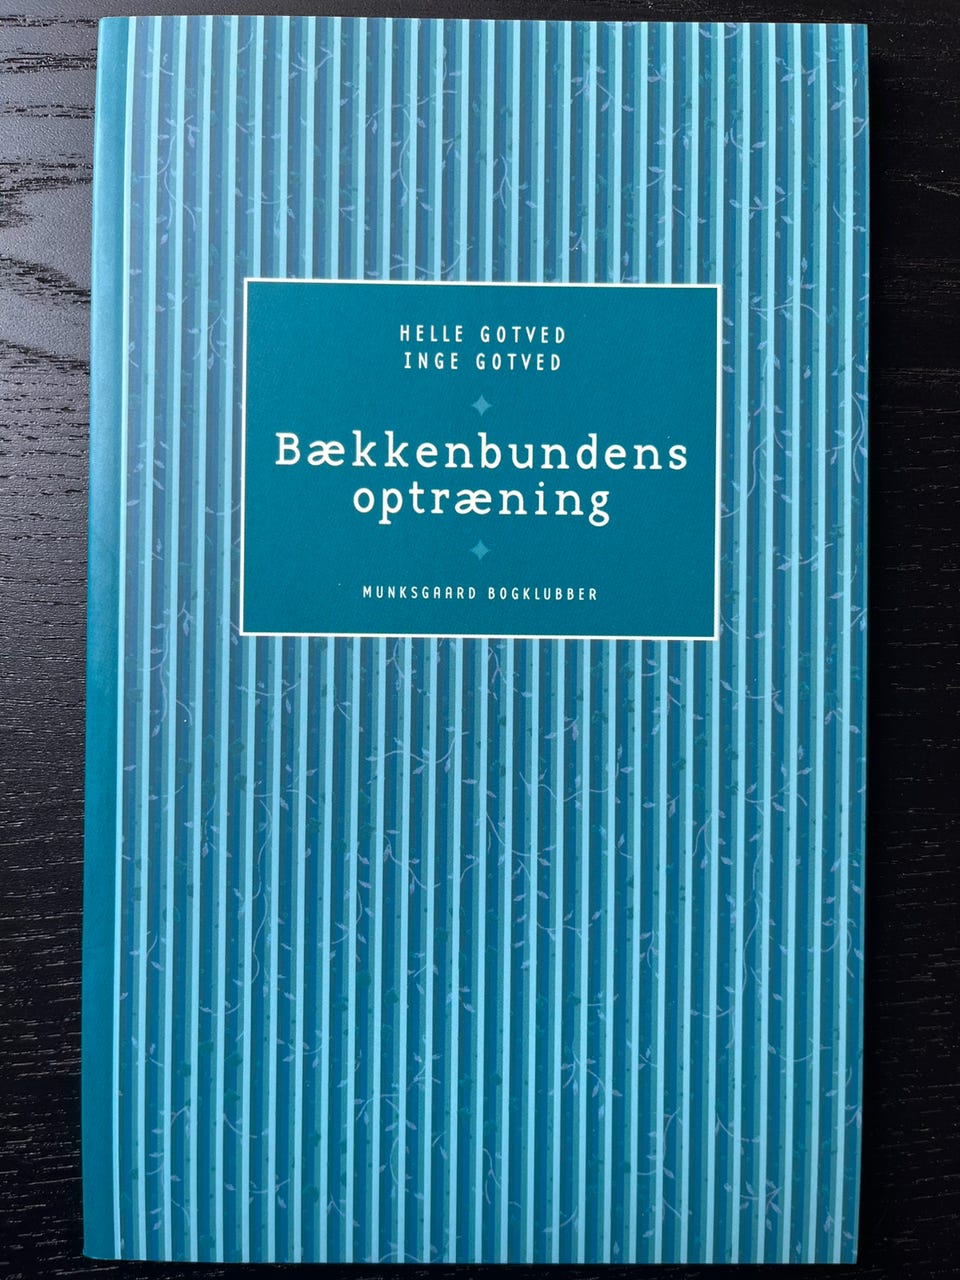 HELLE GOTVED
INGE GOTVED
Bækkenbundens
optræning
MUNKSGAARD BOGKLUBBER